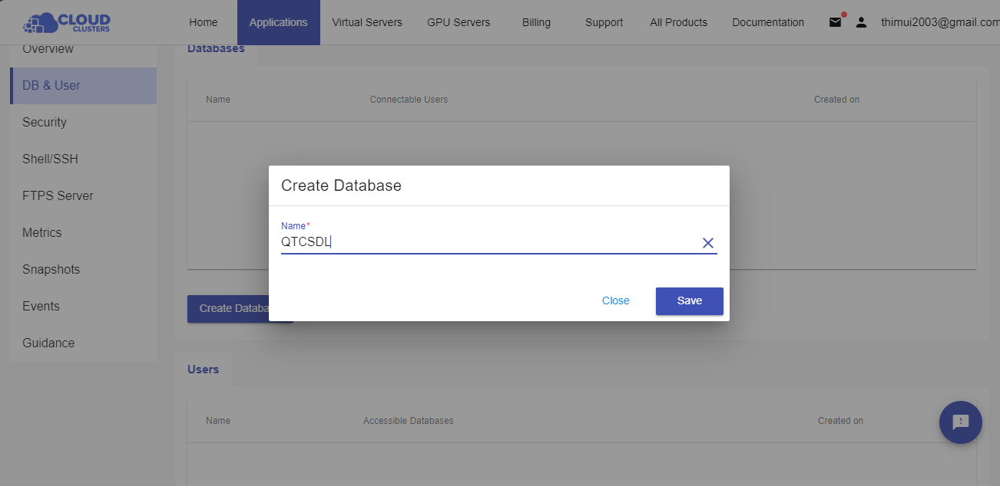 CLOUD
CLUSTERS
Home
Applications
Virtual Servers
GPU Servers
Billing
Support
All Products
Documentation
thimui2003@gmail.com
Overview
DB & User
Security
Shell/SSH
FTPS Server
Metrics
Snapshots
Events
Guidance
Databases
Name
Connectable Users
Created on
Create Database
Name*
QTCSDL
Close
Save
Create Databa
Users
Name
Accessible Databases
Created on